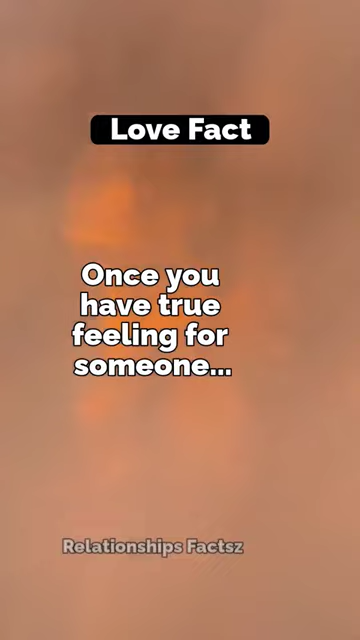 Love Fact
Once you
have true
feeling for
someone...
Relationships Factsz